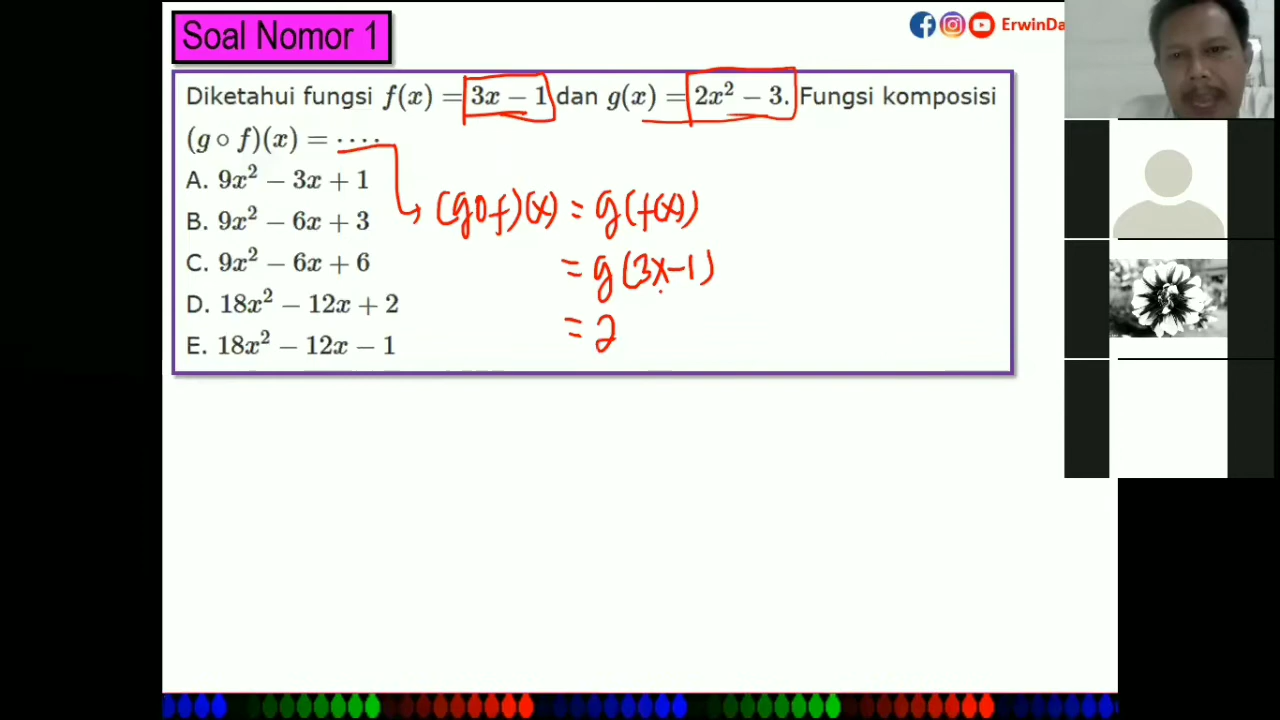 Soal Nomor 1
ErwinDa
Diketahui fungsi f(x) = 3x − 1 dan g(x) = 2x² − 3. Fungsi komposisi
(g ∘ f)(x) = ....
A. 9x² − 3x + 1
B. 9x² − 6x + 3
C. 9x² − 6x + 6
D. 18x² − 12x + 2
E. 18x² − 12x − 1
(g∘f)(x) = g(f(x))
= g(3x−1)
= 2